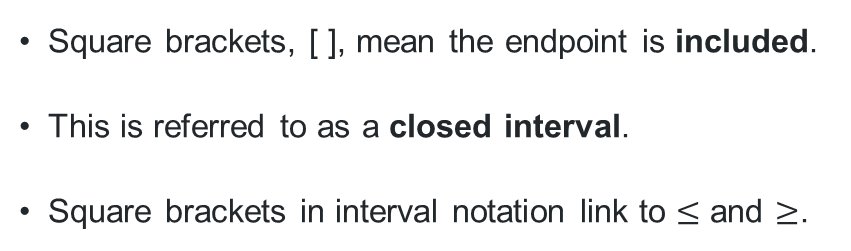 • Square brackets, [ ], mean the endpoint is included.
• This is referred to as a closed interval.
• Square brackets in interval notation link to ≤ and ≥.